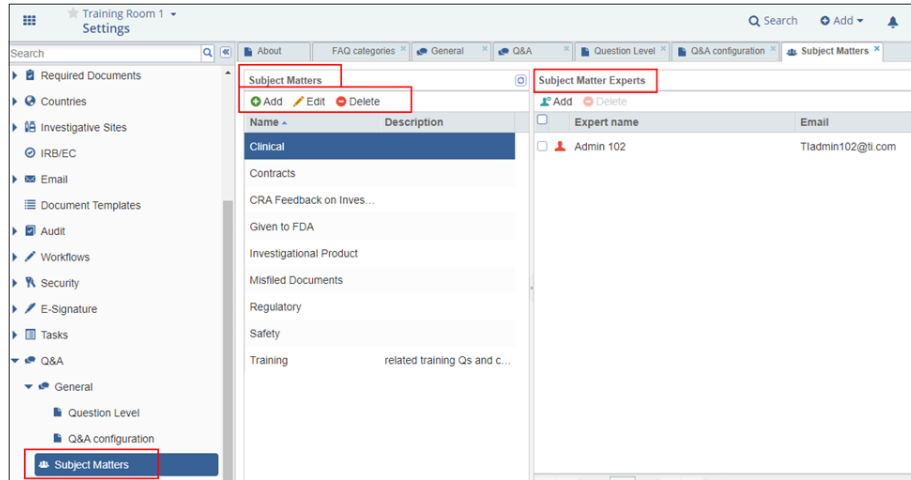 Training Room 1
Settings
Search
Add
Search
About
FAQ categories
General
Q&A
Question Level
Q&A configuration
Subject Matters
Required Documents
Countries
Investigative Sites
IRB/EC
Email
Document Templates
Audit
Workflows
Security
E-Signature
Tasks
Q&A
General
Question Level
Q&A configuration
Subject Matters
Subject Matters
Add Edit Delete
Name Description
Clinical
Contracts
CRA Feedback on Inves...
Given to FDA
Investigational Product
Misfiled Documents
Regulatory
Safety
Training related training Qs and c...
Subject Matter Experts
Add Delete
Expert name Email
Admin 102 TIadmin102@ti.com